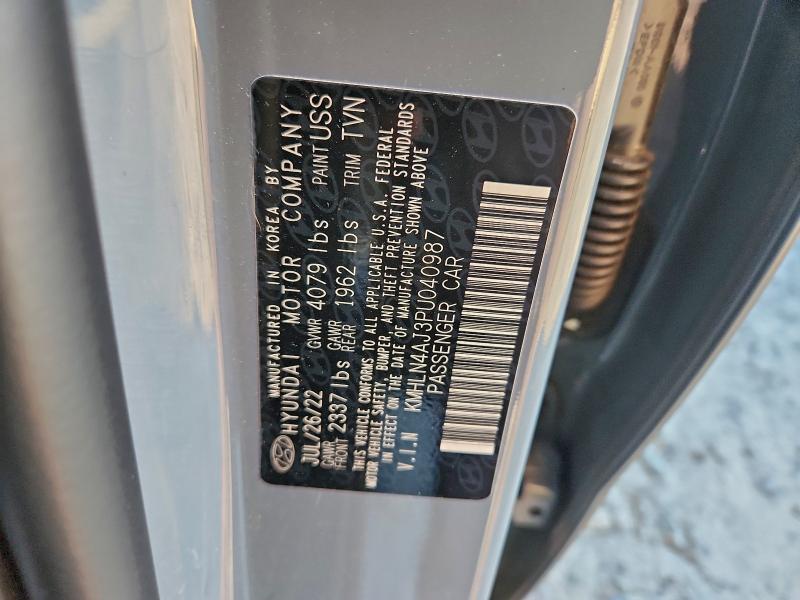 MANUFACTURED IN KOREA BY
HYUNDAI MOTOR COMPANY
JUL/26/22 GVWR 4079 lbs PAINT USS
GAWR FRONT 2337 lbs GAWR REAR 1962 lbs TRIM TVN
THIS VEHICLE CONFORMS TO ALL APPLICABLE U.S.A. FEDERAL
MOTOR VEHICLE SAFETY, BUMPER, AND THEFT PREVENTION STANDARDS
IN EFFECT ON THE DATE OF MANUFACTURE SHOWN ABOVE
V.I.N KMHLN4AJ3PU040987
PASSENGER CAR